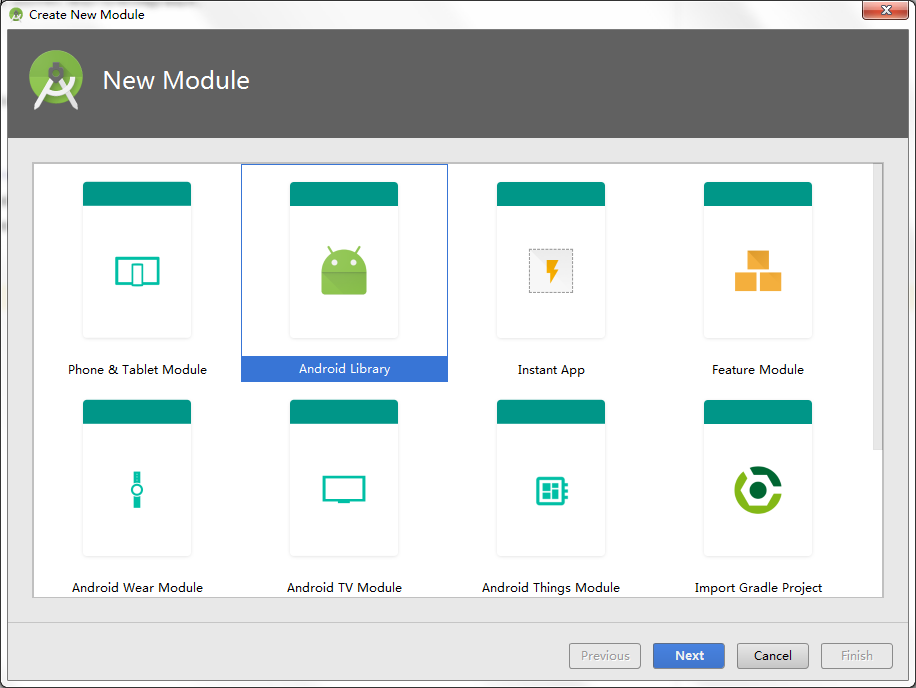 Create New Module
New Module
Phone & Tablet Module
Android Library
Instant App
Feature Module
Android Wear Module
Android TV Module
Android Things Module
Import Gradle Project
Previous
Next
Cancel
Finish